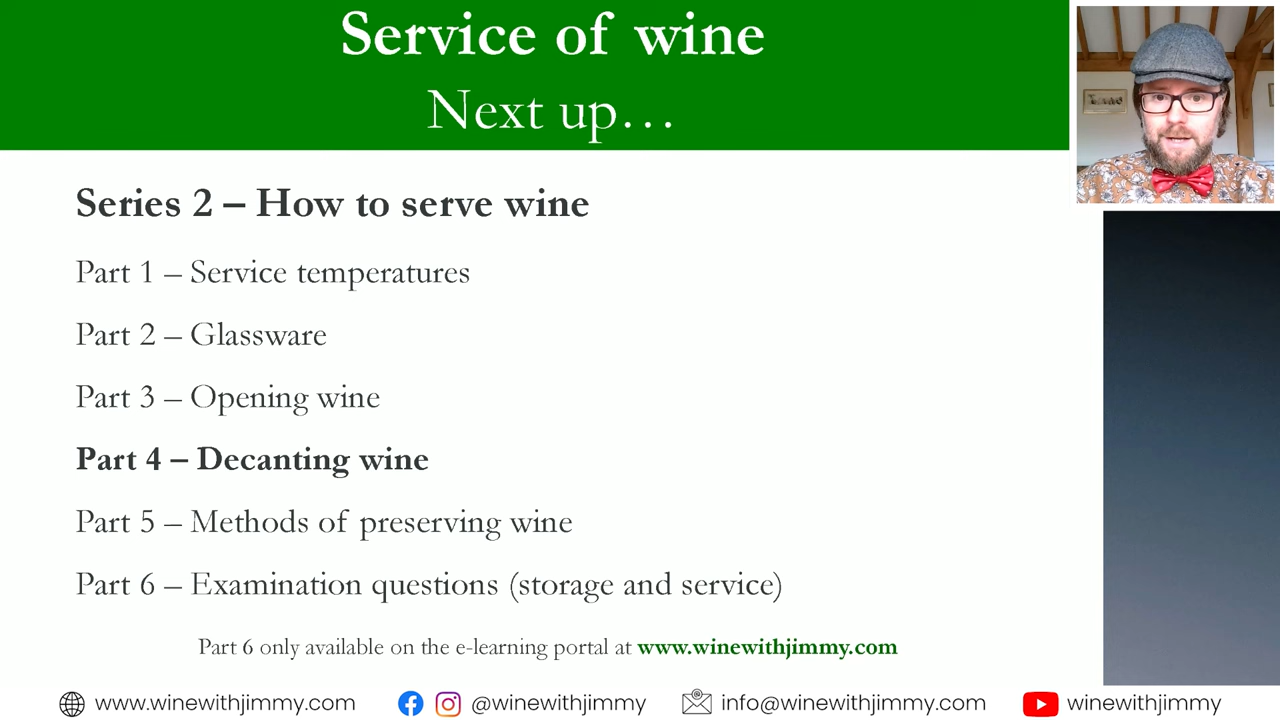 Service of wine
Next up…
Series 2 – How to serve wine
Part 1 – Service temperatures
Part 2 – Glassware
Part 3 – Opening wine
Part 4 – Decanting wine
Part 5 – Methods of preserving wine
Part 6 – Examination questions (storage and service)
Part 6 only available on the e-learning portal at www.winewithjimmy.com
www.winewithjimmy.com @winewithjimmy info@winewithjimmy.com winewithjimmy